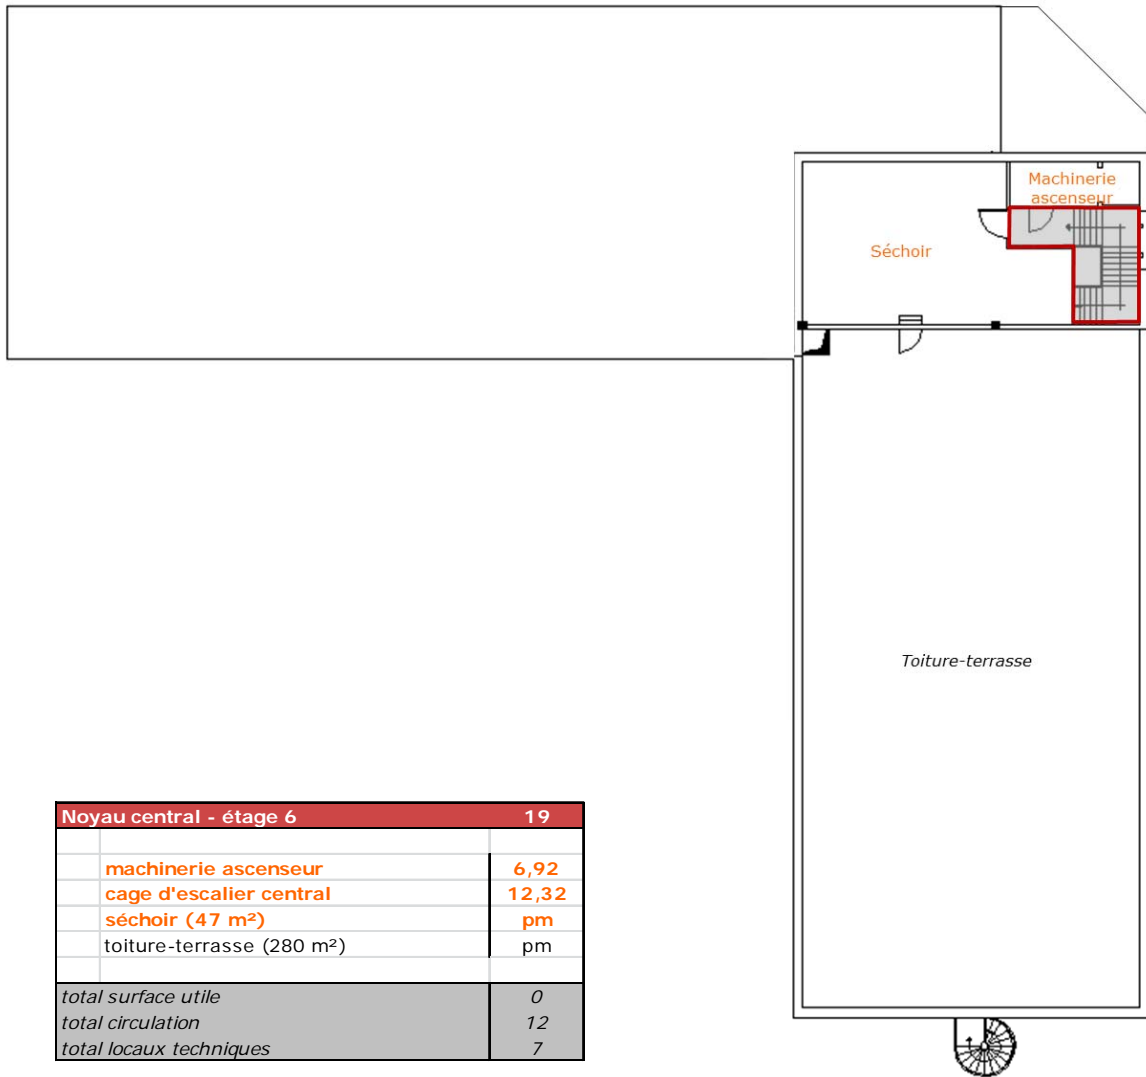 Machinerie
ascenseur
Séchoir
Toiture-terrasse
Noyau central - étage 6 19
machinerie ascenseur 6,92
cage d'escalier central 12,32
séchoir (47 m²) pm
toiture-terrasse (280 m²) pm
total surface utile 0
total circulation 12
total locaux techniques 7